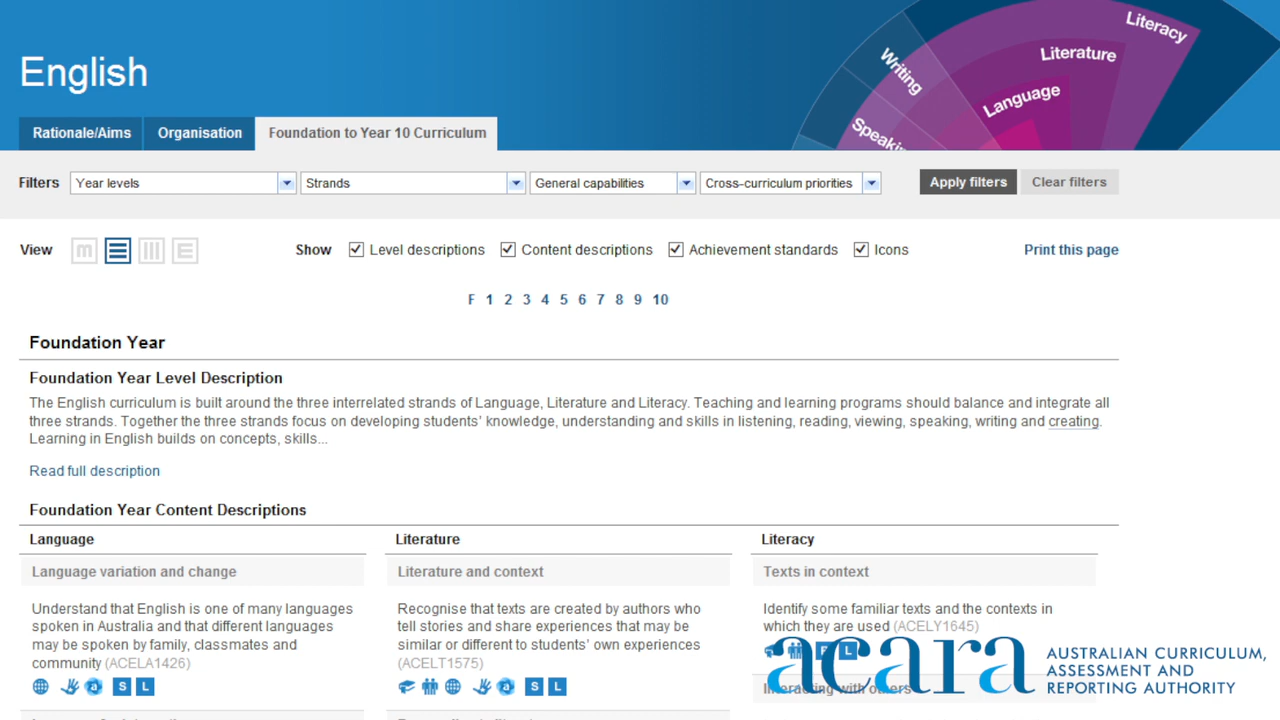 English
Writing
Literacy
Literature
Language
Rationale/Aims Organisation Foundation to Year 10 Curriculum
Filters Year levels Strands General capabilities Cross-curriculum priorities Apply filters Clear filters
View m E Show Level descriptions Content descriptions Achievement standards Icons Print this page
F 1 2 3 4 5 6 7 8 9 10
Foundation Year
Foundation Year Level Description
The English curriculum is built around the three interrelated strands of Language, Literature and Literacy. Teaching and learning programs should balance and integrate all
three strands. Together the three strands focus on developing students' knowledge, understanding and skills in listening, reading, viewing, speaking, writing and creating.
Learning in English builds on concepts, skills...
Read full description
Foundation Year Content Descriptions
Language
Language variation and change
Understand that English is one of many languages
spoken in Australia and that different languages
may be spoken by family, classmates and
community (ACELA1426)
S L
Literature
Literature and context
Recognise that texts are created by authors who
tell stories and share experiences that may be
similar or different to students' own experiences
(ACELT1575)
S L
Literacy
Texts in context
Identify some familiar texts and the contexts in
which they are used (ACELY1645)
L
Interacting with others
acara
AUSTRALIAN CURRICULUM,
ASSESSMENT AND
REPORTING AUTHORITY